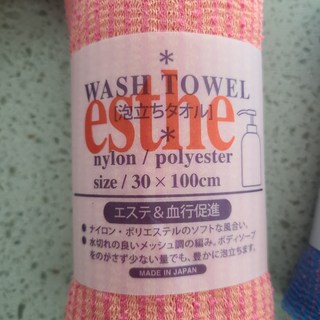 WASH TOWEL
esthe
[泡立ちタオル]
nylon / polyester
size / 30 × 100cm
エステ&血行促進
●ナイロン・ポリエステルのソフトな風合い。
●水切れの良いメッシュ調の編み。ボディソープ
をのがさず少ない量でも、豊かに泡立ちます。
MADE IN JAPAN